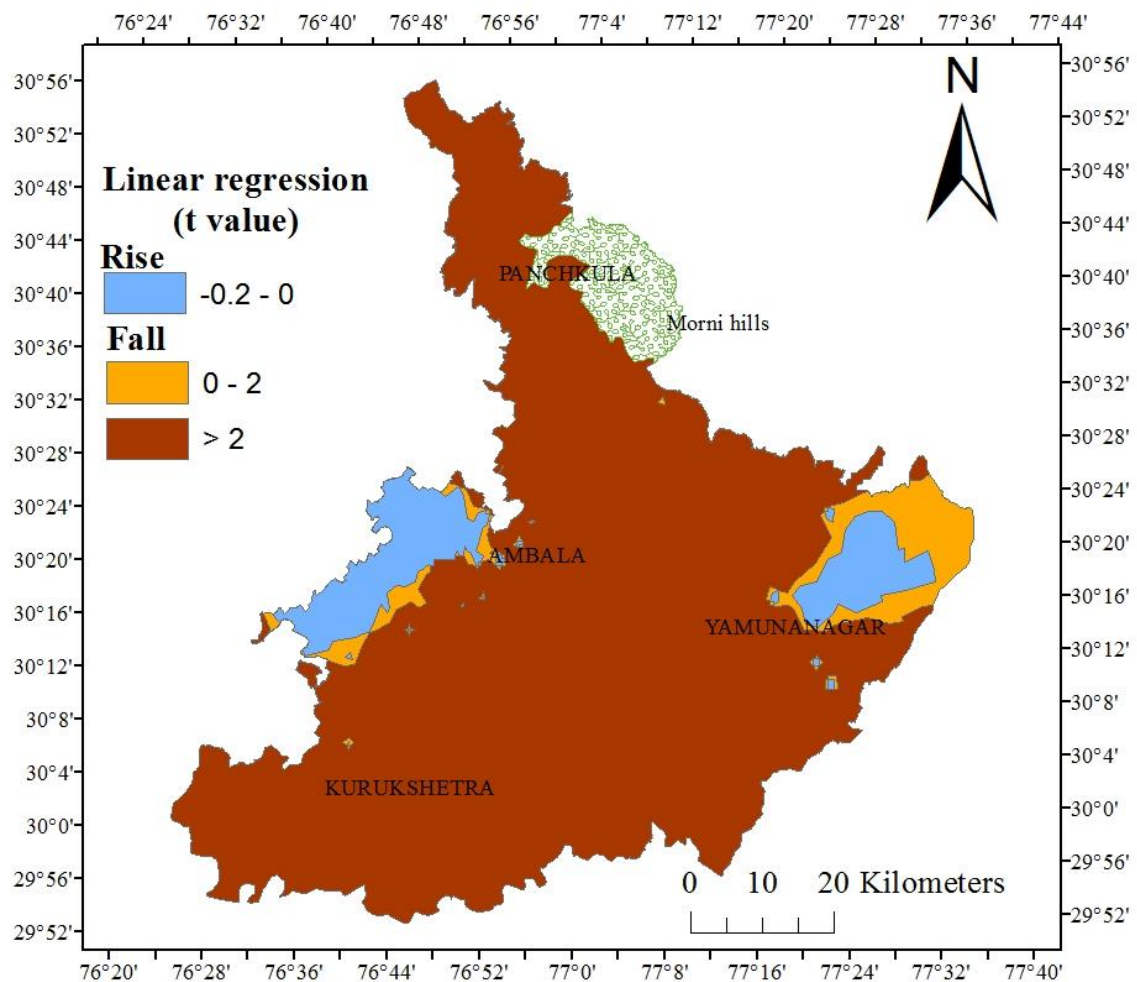 76°24' 76°32' 76°40' 76°48' 76°56' 77°4' 77°12' 77°20' 77°28' 77°36' 77°44'
30°56' 30°56'
N
30°52' 30°52'
30°48' 30°48'
Linear regression
(t value)
30°44' 30°44'
Rise
30°40' 30°40'
PANCHKULA
-0.2 - 0
Morni hills
30°36' 30°36'
Fall
30°32' 30°32'
0 - 2
30°28' 30°28'
> 2
30°24' 30°24'
30°20' 30°20'
AMBALA
30°16' 30°16'
YAMUNANAGAR
30°12' 30°12'
30°8' 30°8'
30°4' 30°4'
KURUKSHETRA
30°0' 30°0'
29°56' 29°56'
0 10 20 Kilometers
29°52' 29°52'
76°20' 76°28' 76°36' 76°44' 76°52' 77°0' 77°8' 77°16' 77°24' 77°32' 77°40'